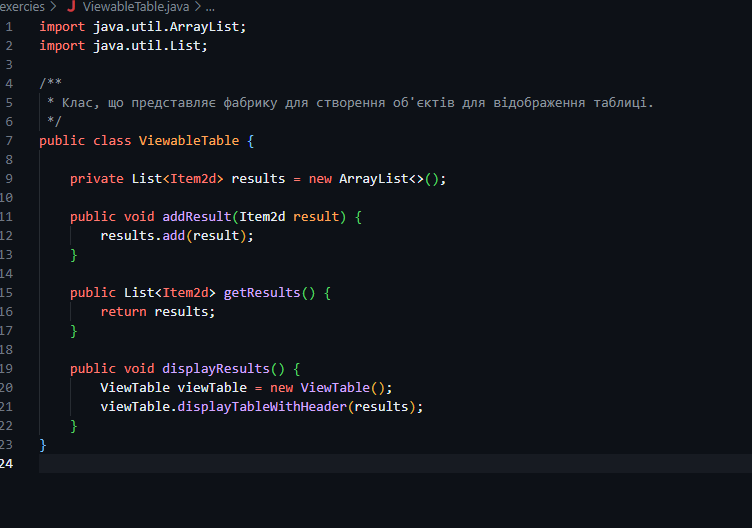 exercies > J ViewableTable.java > ...
1 import java.util.ArrayList;
2 import java.util.List;
3
4 /**
5  * Клас, що представляє фабрику для створення об'єктів для відображення таблиці.
6  */
7 public class ViewableTable {
8
9     private List<Item2d> results = new ArrayList<>();
10
11     public void addResult(Item2d result) {
12         results.add(result);
13     }
14
15     public List<Item2d> getResults() {
16         return results;
17     }
18
19     public void displayResults() {
20         ViewTable viewTable = new ViewTable();
21         viewTable.displayTableWithHeader(results);
22     }
23 }
24